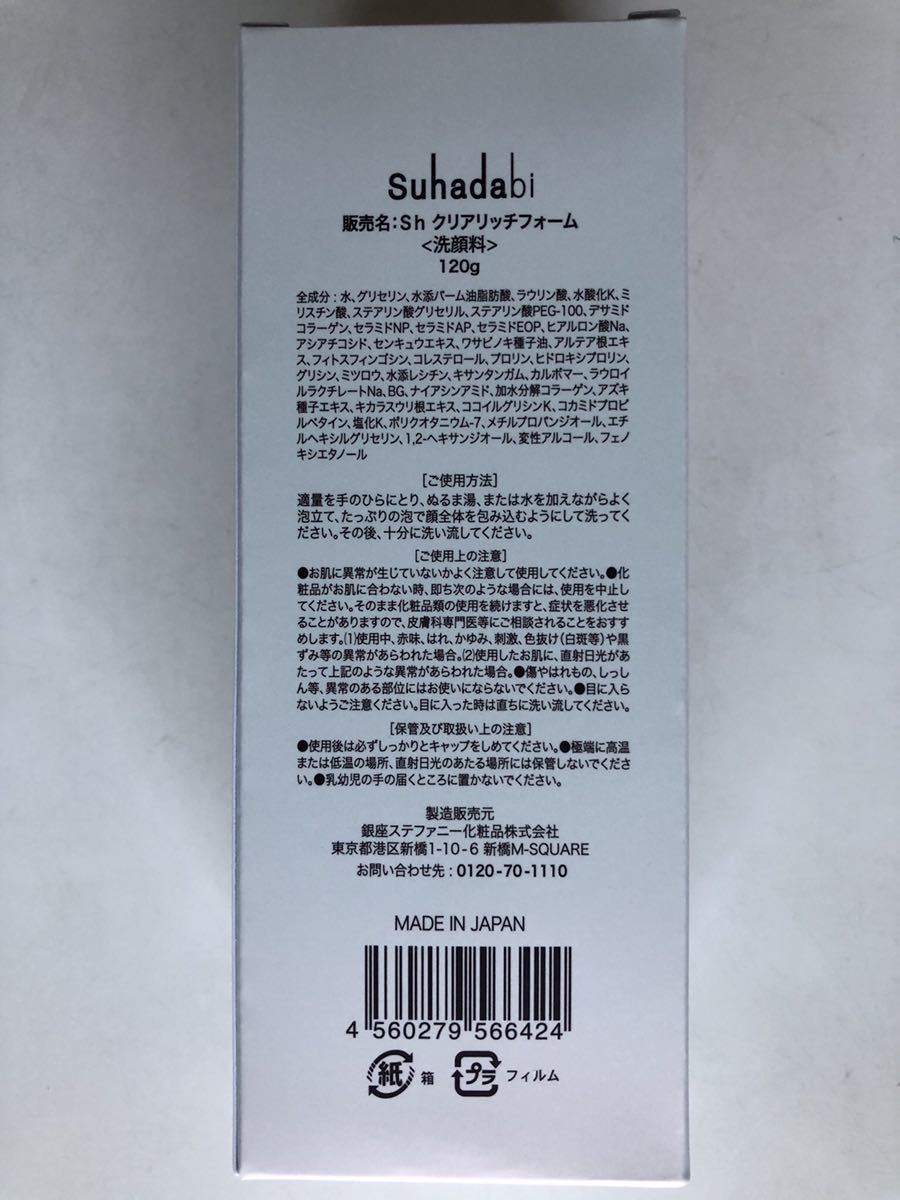 suhadabi
販売名:Sh クリアリッチフォーム
<洗顔料>
120g
全成分:水、グリセリン、水添パーム油脂肪酸、ラウリン酸、水酸化K、ミ
リスチン酸、ステアリン酸グリセリル、ステアリン酸PEG-100、デサミド
コラーゲン、セラミドNP、セラミドAP、セラミドEOP、ヒアルロン酸Na、
アシアチコシド、センキュウエキス、ワサビノキ種子油、アルテア根エキ
ス、フィトスフィンゴシン、コレステロール、プロリン、ヒドロキシプロリン、
グリシン、ミツロウ、水添レシチン、キサンタンガム、カルボマー、ラウロイ
ルラクチレートNa、BG、ナイアシンアミド、加水分解コラーゲン、アズキ
種子エキス、キカラスウリ根エキス、ココイルグリシンK、コカミドプロピ
ルベタイン、塩化K、ポリクオタニウム-7、メチルプロパンジオール、エチ
ルヘキシルグリセリン、1,2-ヘキサンジオール、変性アルコール、フェノ
キシエタノール
[ご使用方法]
適量を手のひらにとり、ぬるま湯、または水を加えながらよく
泡立て、たっぷりの泡で顔全体を包み込むようにして洗ってく
ださい。その後、十分に洗い流してください。
[ご使用上の注意]
●お肌に異常が生じていないかよく注意して使用してください。●化
粧品がお肌に合わない時、即ち次のような場合には、使用を中止し
てください。そのまま化粧品類の使用を続けますと、症状を悪化させ
ることがありますので、皮膚科専門医等にご相談されることをおすす
めします。(1)使用中、赤味、はれ、かゆみ、刺激、色抜け(白斑等)や黒
ずみ等の異常があらわれた場合。(2)使用したお肌に、直射日光があ
たって上記のような異常があらわれた場合。●傷やはれもの、しっし
ん等、異常のある部位にはお使いにならないでください。●目に入ら
ないようご注意ください。目に入った時は直ちに洗い流してください。
[保管及び取扱い上の注意]
●使用後は必ずしっかりとキャップをしめてください。●極端に高温
または低温の場所、直射日光のあたる場所には保管しないでくださ
い。●乳幼児の手の届くところに置かないでください。
製造販売元
銀座ステファニー化粧品株式会社
東京都港区新橋1-10-6 新橋M-SQUARE
お問い合わせ先:0120-70-1110
MADE IN JAPAN
4 560279 566424
紙 箱 プラ フィルム